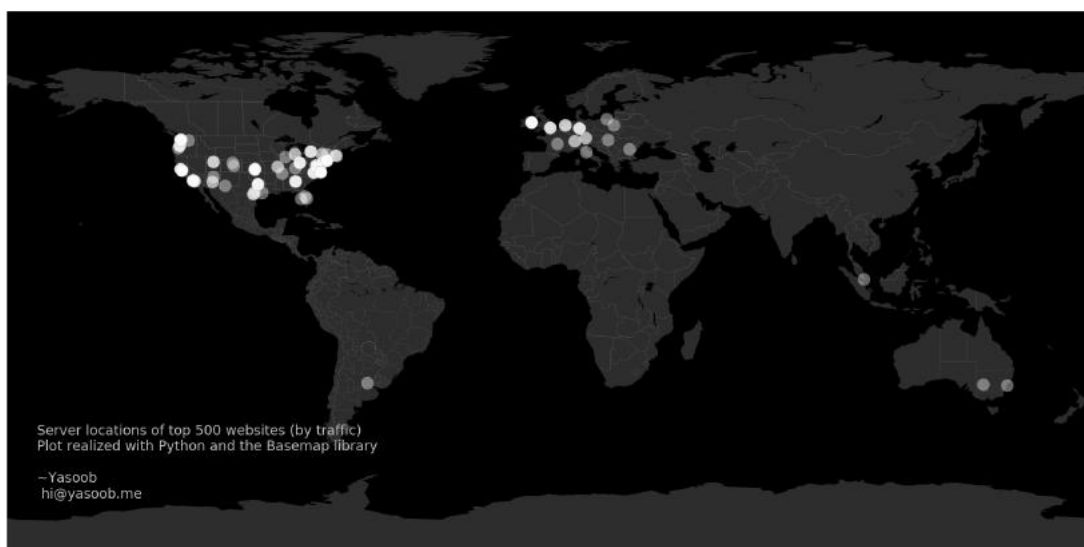 Server locations of top 500 websites (by traffic)
Plot realized with Python and the Basemap library
~Yasoob
hi@yasoob.me